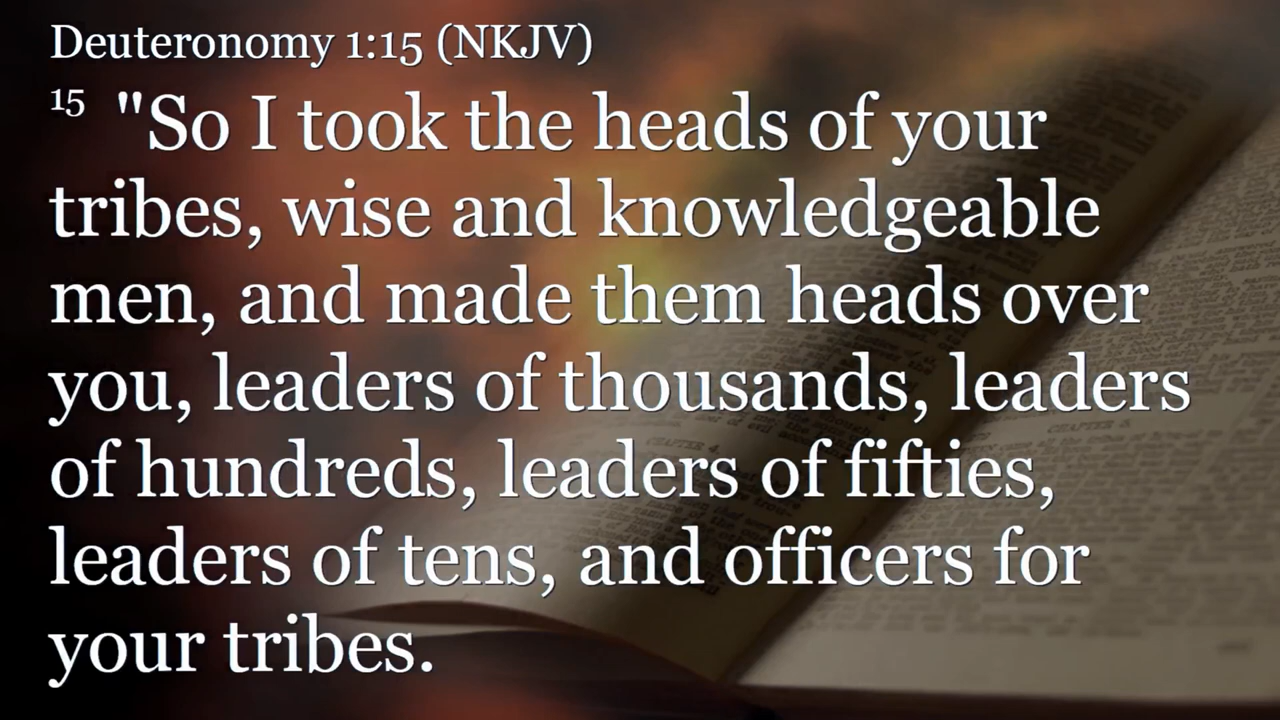 Deuteronomy 1:15 (NKJV)
15 "So I took the heads of your
tribes, wise and knowledgeable
men, and made them heads over
you, leaders of thousands, leaders
of hundreds, leaders of fifties,
leaders of tens, and officers for
your tribes.